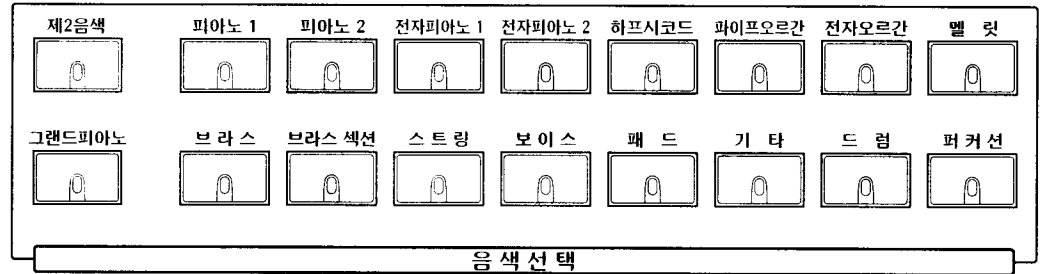 제2음색 피아노 1 피아노 2 전자피아노 1 전자피아노 2 하프시코드 파이프오르간 전자오르간 멜 릿
그랜드피아노 브 라 스 브라스 섹션 스 트 링 보 이 스 패 드 기 타 드 럼 퍼 커 션
음 색 선 택